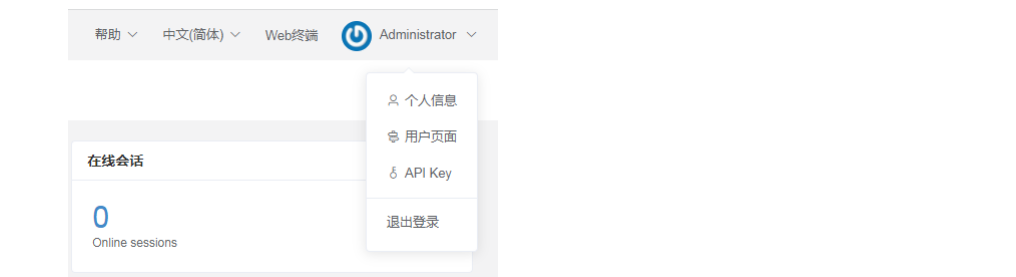 帮助 中文(简体) Web终端 Administrator
个人信息
用户页面
API Key
退出登录
在线会话
0
Online sessions